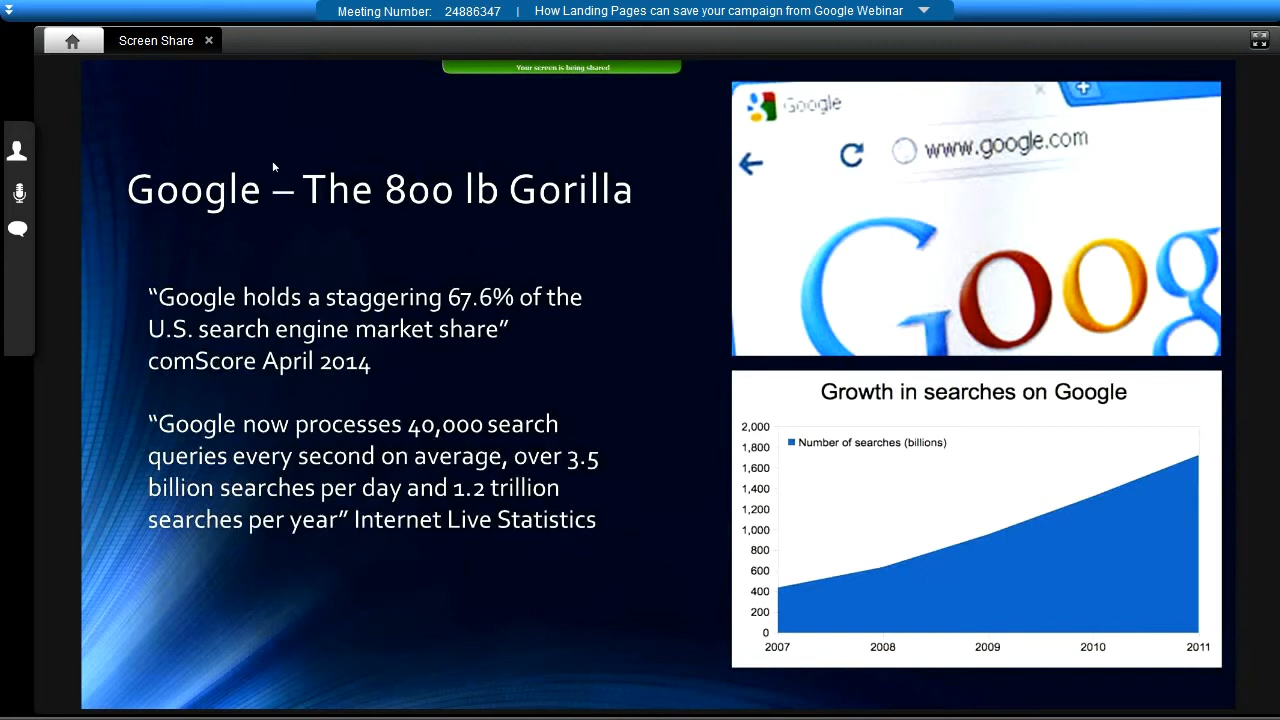 Meeting Number: 24886347 | How Landing Pages can save your campaign from Google Webinar
Screen Share
Your screen is being shared
Google – The 800 lb Gorilla
“Google holds a staggering 67.6% of the
U.S. search engine market share”
comScore April 2014
“Google now processes 40,000 search
queries every second on average, over 3.5
billion searches per day and 1.2 trillion
searches per year” Internet Live Statistics
Google
www.google.com
Goog
Growth in searches on Google
Number of searches (billions)
2,000
1,800
1,600
1,400
1,200
1,000
800
600
400
200
0
2007 2008 2009 2010 2011